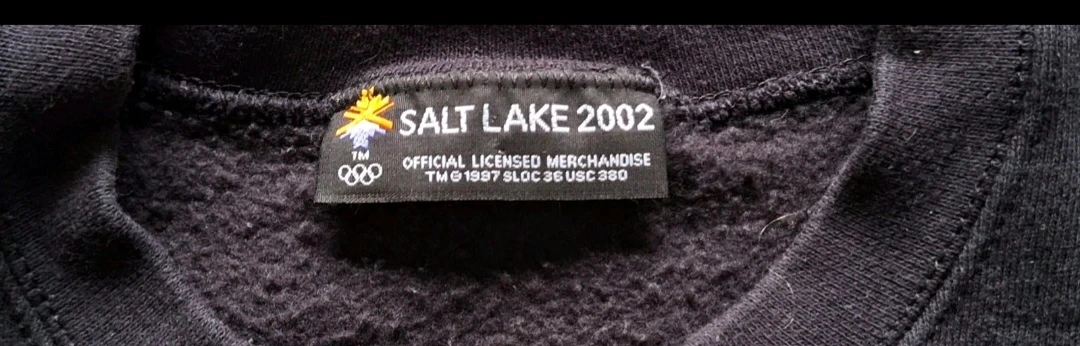 SALT LAKE 2002
TM
OFFICIAL LICENSED MERCHANDISE
TM © 1997 SLOC 36 USC 380